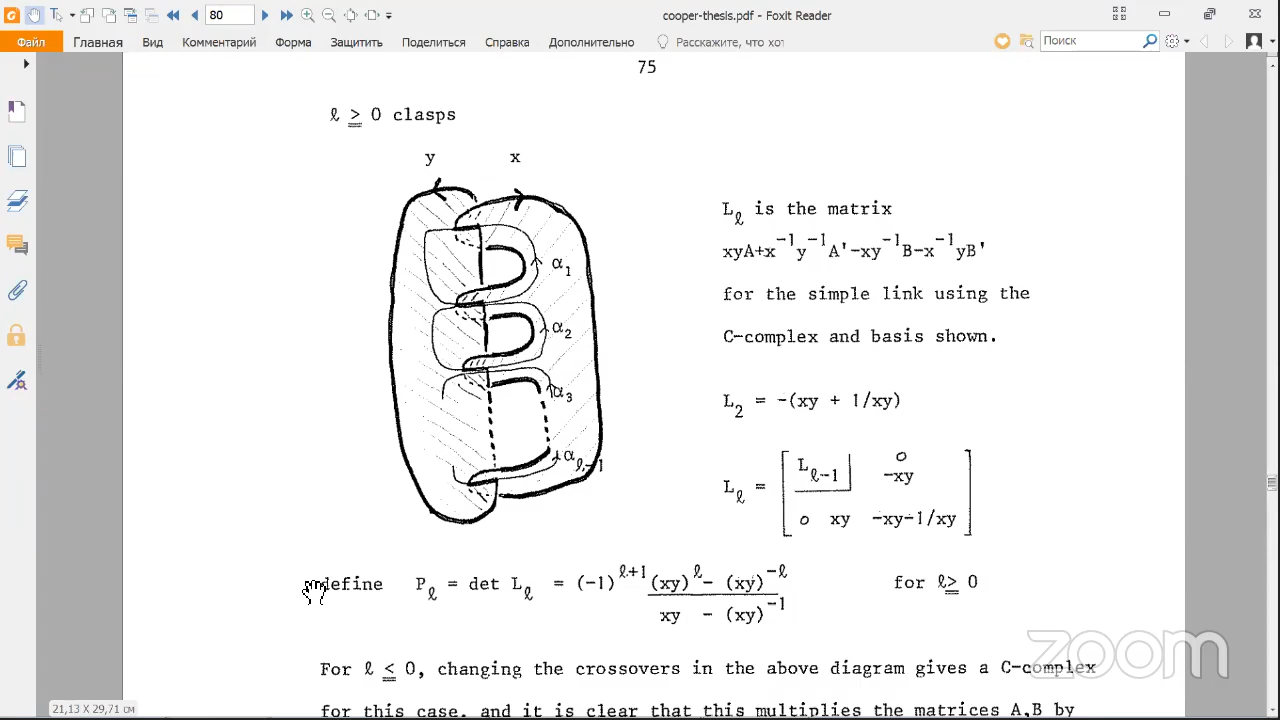 80
cooper-thesis.pdf - Foxit Reader
Файл Главная Вид Комментарий Форма Защитить Поделиться Справка Дополнительно Расскажите, что хот Поиск
75
ℓ ≥ 0 clasps
y x
α1
α2
α3
αℓ-1
Lℓ is the matrix
xyA+x⁻¹y⁻¹A'-xy⁻¹B-x⁻¹yB'
for the simple link using the
C-complex and basis shown.
L2 = -(xy + 1/xy)
Lℓ = [ Lℓ-1 0 -xy
0 xy -xy-1/xy ]
define Pℓ = det Lℓ = (-1)^ℓ+1 (xy)^ℓ - (xy)^-ℓ for ℓ≥ 0
xy - (xy)⁻¹
For ℓ ≤ 0, changing the crossovers in the above diagram gives a C-complex
for this case, and it is clear that this multiplies the matrices A,B by
zoom
21,13 X 29,71 см